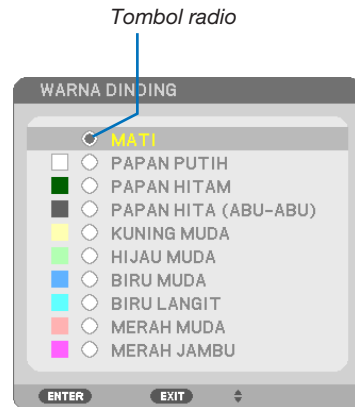 Tombol radio
WARNA DINDING
MATI
PAPAN PUTIH
PAPAN HITAM
PAPAN HITA (ABU-ABU)
KUNING MUDA
HIJAU MUDA
BIRU MUDA
BIRU LANGIT
MERAH MUDA
MERAH JAMBU
ENTER EXIT